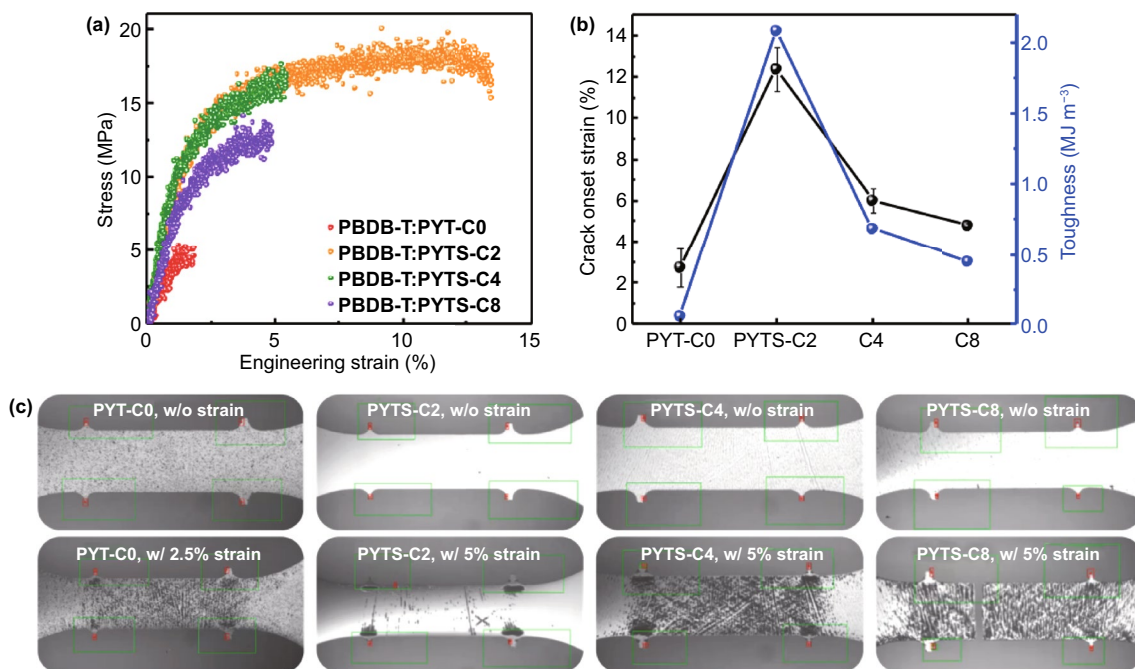 (a)
20
15
10
5
0
Stress (MPa)
PBDB-T:PYT-C0
PBDB-T:PYTS-C2
PBDB-T:PYTS-C4
PBDB-T:PYTS-C8
0 5 10 15
Engineering strain (%)
(b)
14
12
10
8
6
4
2
0
Crack onset strain (%)
2.0
1.5
1.0
0.5
0.0
Toughness (MJ m⁻³)
PYT-C0 PYTS-C2 C4 C8
(c)
PYT-C0, w/o strain
PYTS-C2, w/o strain
PYTS-C4, w/o strain
PYTS-C8, w/o strain
PYT-C0, w/ 2.5% strain
PYTS-C2, w/ 5% strain
PYTS-C4, w/ 5% strain
PYTS-C8, w/ 5% strain